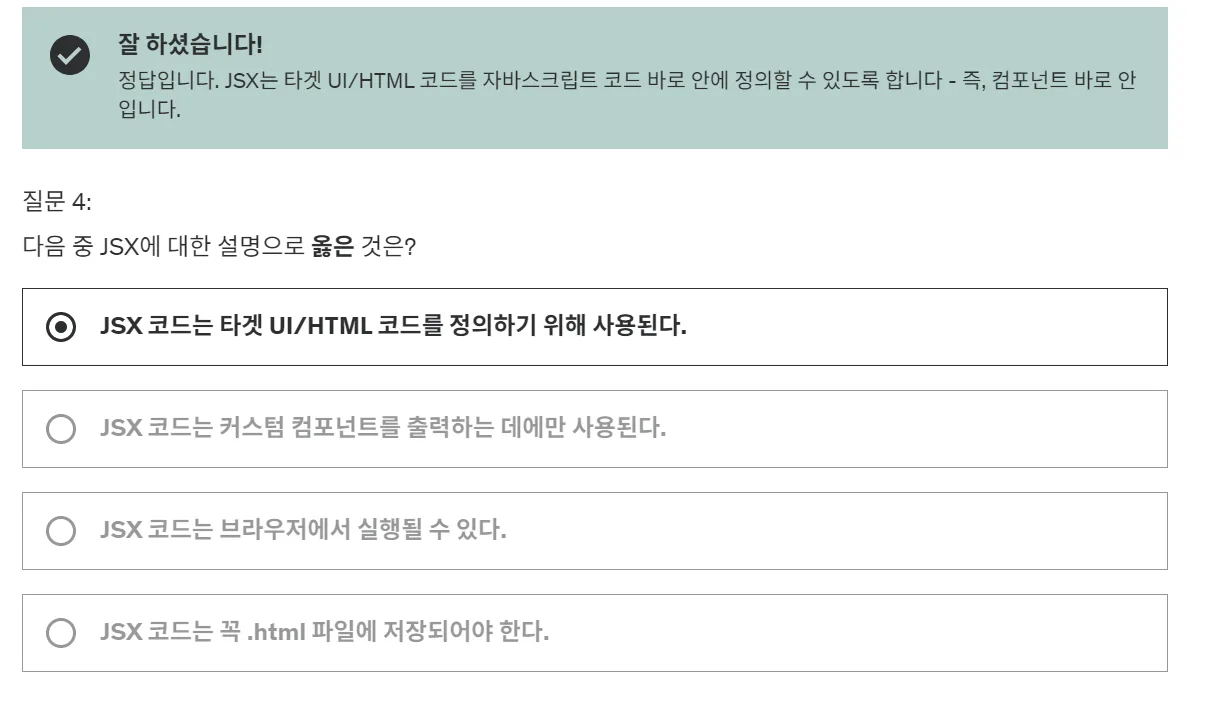 잘 하셨습니다!
정답입니다. JSX는 타겟 UI/HTML 코드를 자바스크립트 코드 바로 안에 정의할 수 있도록 합니다 - 즉, 컴포넌트 바로 안
입니다.
질문 4:
다음 중 JSX에 대한 설명으로 옳은 것은?
JSX 코드는 타겟 UI/HTML 코드를 정의하기 위해 사용된다.
JSX 코드는 커스텀 컴포넌트를 출력하는 데에만 사용된다.
JSX 코드는 브라우저에서 실행될 수 있다.
JSX 코드는 꼭 .html 파일에 저장되어야 한다.